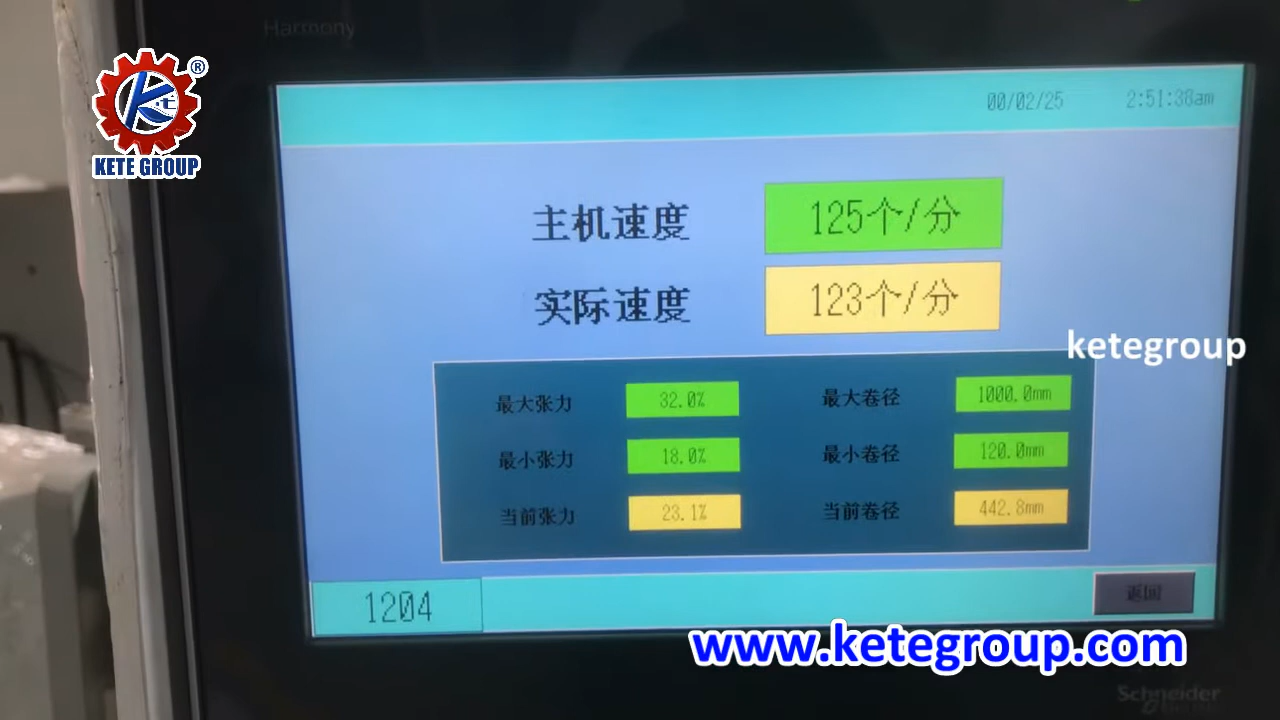 Harmony
00/02/25 2:51:38am
KETE GROUP
®
主机速度 125个/分
实际速度 123个/分
ketegroup
最大张力 32.0% 最大卷径 1000.0mm
最小张力 18.0% 最小卷径 120.0mm
当前张力 23.1% 当前卷径 442.8mm
1204 返回
www.ketegroup.com
Schneider